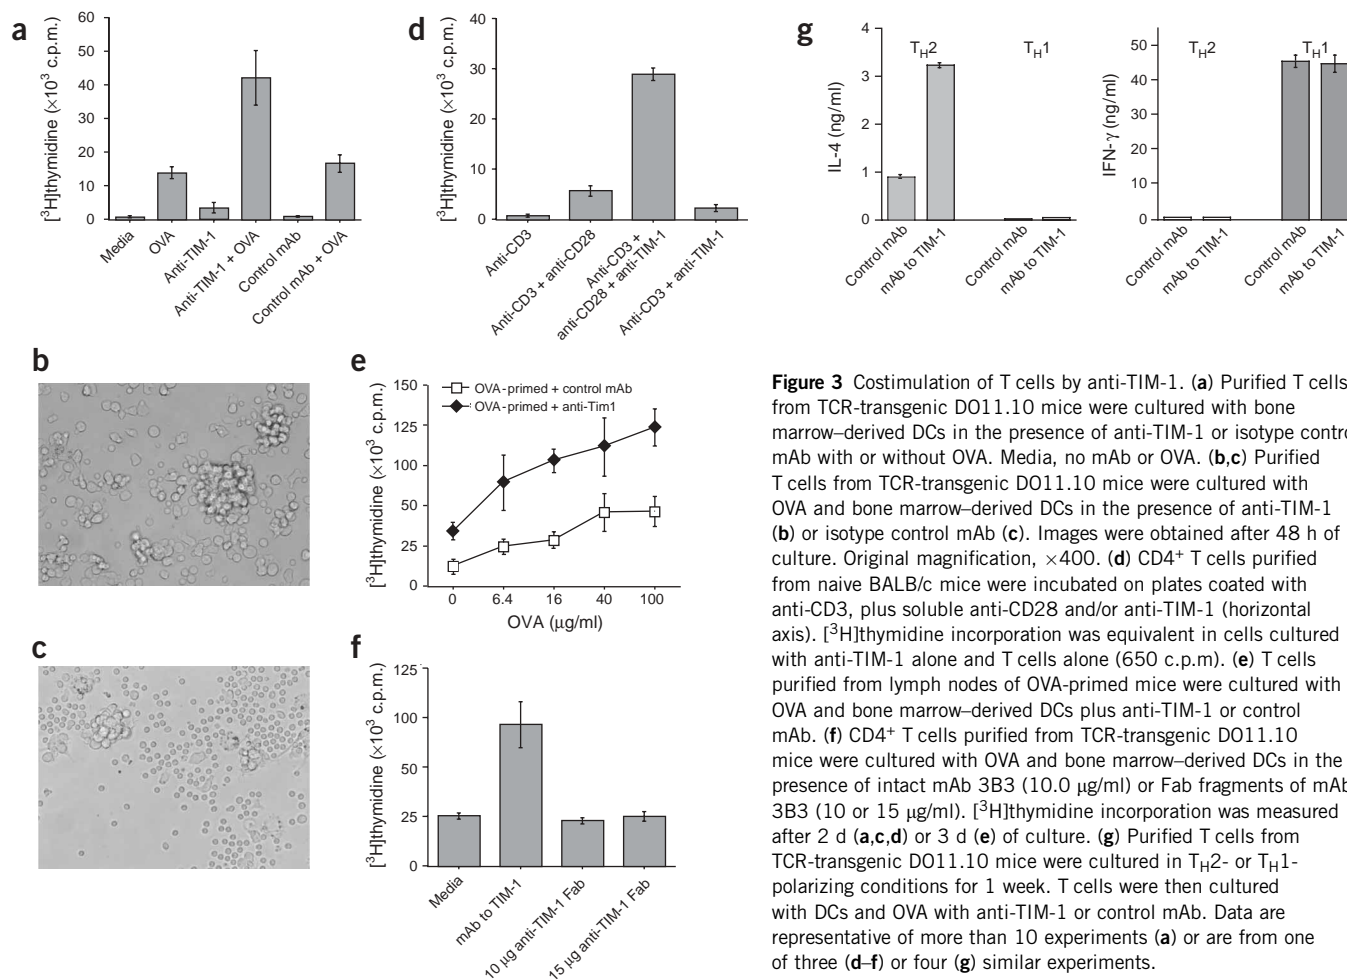 a
[³H]thymidine (×10³ c.p.m.)
60
50
40
30
20
10
0
Media
OVA
Anti-TIM-1
Anti-TIM-1 + OVA
Control mAb
Control mAb + OVA
d
[³H]thymidine (×10³ c.p.m.)
40
30
20
10
0
Anti-CD3
Anti-CD3 + anti-CD28
Anti-CD3 +
anti-CD28 + anti-TIM-1
Anti-CD3 + anti-TIM-1
g
IL-4 (ng/ml)
4
3
2
1
0
TH2
TH1
Control mAb
mAb to TIM-1
Control mAb
mAb to TIM-1
IFN-γ (ng/ml)
50
40
30
20
10
0
TH2
TH1
Control mAb
mAb to TIM-1
Control mAb
mAb to TIM-1
b
c
e
[³H]thymidine (×10³ c.p.m.)
150
125
100
50
25
0
OVA-primed + control mAb
OVA-primed + anti-Tim1
0
6.4
16
40
100
OVA (μg/ml)
f
[³H]thymidine (×10³ c.p.m.)
125
100
50
25
0
Media
mAb to TIM-1
10 μg anti-TIM-1 Fab
15 μg anti-TIM-1 Fab
Figure 3 Costimulation of T cells by anti-TIM-1. (a) Purified T cells
from TCR-transgenic DO11.10 mice were cultured with bone
marrow–derived DCs in the presence of anti-TIM-1 or isotype contro
mAb with or without OVA. Media, no mAb or OVA. (b,c) Purified
T cells from TCR-transgenic DO11.10 mice were cultured with
OVA and bone marrow–derived DCs in the presence of anti-TIM-1
(b) or isotype control mAb (c). Images were obtained after 48 h of
culture. Original magnification, ×400. (d) CD4⁺ T cells purified
from naive BALB/c mice were incubated on plates coated with
anti-CD3, plus soluble anti-CD28 and/or anti-TIM-1 (horizontal
axis). [³H]thymidine incorporation was equivalent in cells cultured
with anti-TIM-1 alone and T cells alone (650 c.p.m). (e) T cells
purified from lymph nodes of OVA-primed mice were cultured with
OVA and bone marrow–derived DCs plus anti-TIM-1 or control
mAb. (f) CD4⁺ T cells purified from TCR-transgenic DO11.10
mice were cultured with OVA and bone marrow–derived DCs in the
presence of intact mAb 3B3 (10.0 μg/ml) or Fab fragments of mAb
3B3 (10 or 15 μg/ml). [³H]thymidine incorporation was measured
after 2 d (a,c,d) or 3 d (e) of culture. (g) Purified T cells from
TCR-transgenic DO11.10 mice were cultured in TH2- or TH1-
polarizing conditions for 1 week. T cells were then cultured
with DCs and OVA with anti-TIM-1 or control mAb. Data are
representative of more than 10 experiments (a) or are from one
of three (d–f) or four (g) similar experiments.